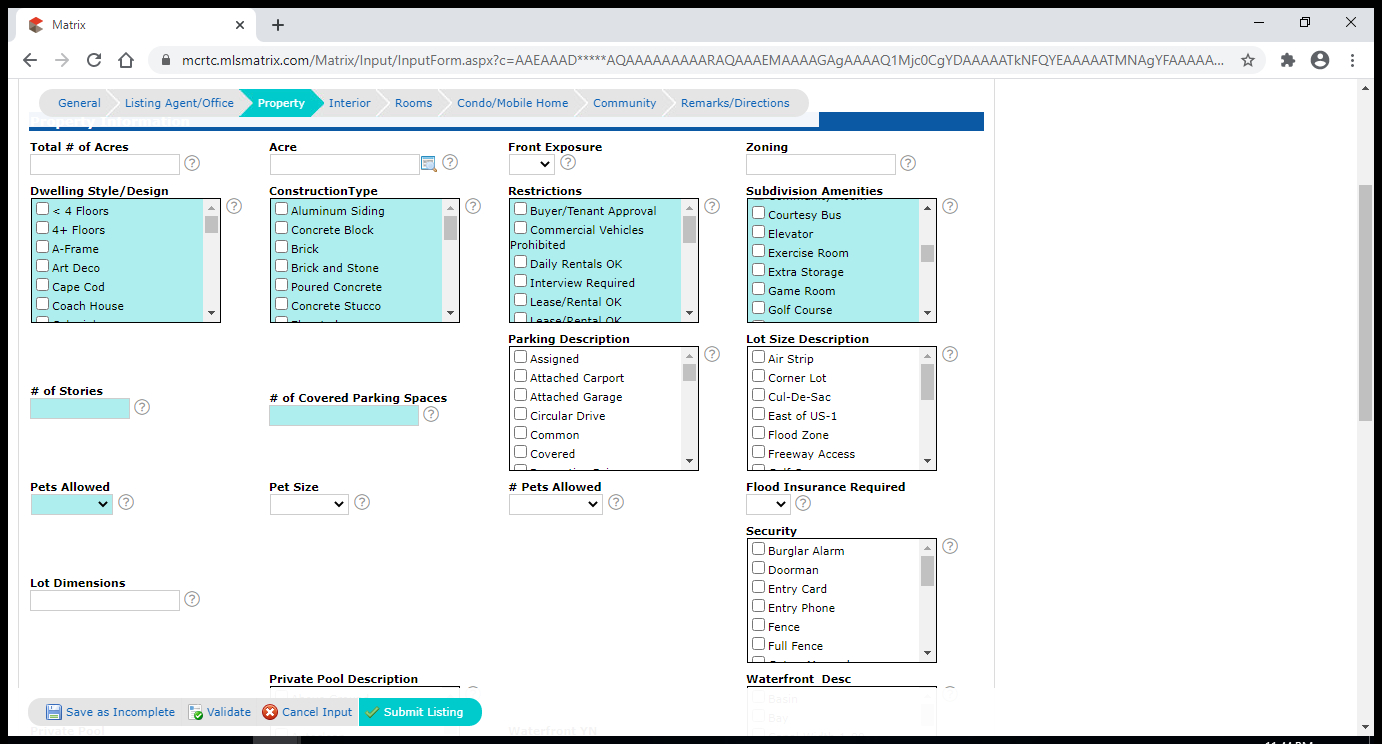 Matrix
mcrtc.mlsmatrix.com/Matrix/Input/InputForm.aspx?c=AAEAAAD*****AQAAAAAAAAARAQAAAEMAAAAGAgAAAAQ1Mjc0CgYDAAAAATkNFQYEAAAAATMNAgYFAAAAA...
General Listing Agent/Office Property Interior Rooms Condo/Mobile Home Community Remarks/Directions
Property Information
Total # of Acres Acre Front Exposure Zoning
Dwelling Style/Design ConstructionType Restrictions Subdivision Amenities
< 4 Floors
4+ Floors
A-Frame
Art Deco
Cape Cod
Coach House
Aluminum Siding
Concrete Block
Brick
Brick and Stone
Poured Concrete
Concrete Stucco
Buyer/Tenant Approval
Commercial Vehicles
Prohibited
Daily Rentals OK
Interview Required
Lease/Rental OK
Lease/Rental OK
Community Room
Courtesy Bus
Elevator
Exercise Room
Extra Storage
Game Room
Golf Course
# of Stories # of Covered Parking Spaces
Parking Description
Assigned
Attached Carport
Attached Garage
Circular Drive
Common
Covered
Lot Size Description
Air Strip
Corner Lot
Cul-De-Sac
East of US-1
Flood Zone
Freeway Access
Pets Allowed Pet Size # Pets Allowed Flood Insurance Required
Lot Dimensions
Security
Burglar Alarm
Doorman
Entry Card
Entry Phone
Fence
Full Fence
Private Pool Description Waterfront Desc
Basin
Bay
Save as Incomplete Validate Cancel Input Submit Listing
Private Pool Waterfront YN